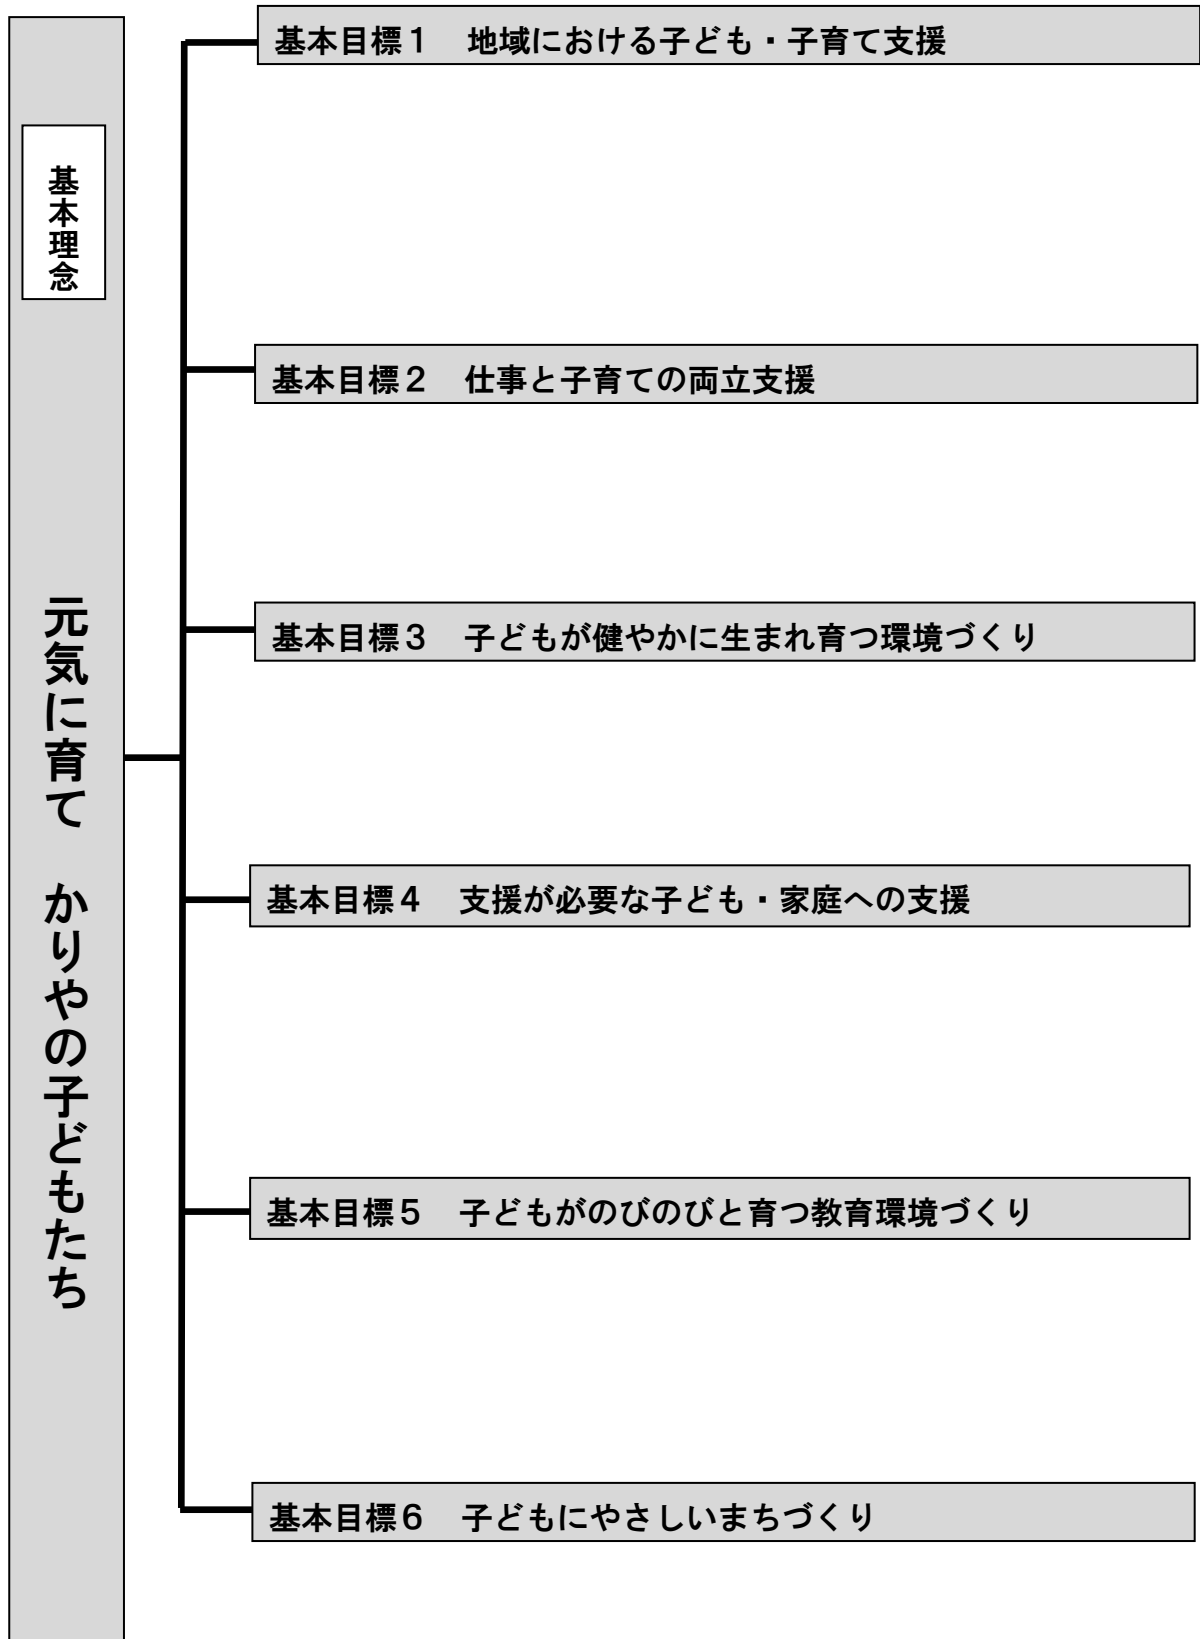 基本理念
元気に育て　かりやの子どもたち
基本目標１　地域における子ども・子育て支援
基本目標２　仕事と子育ての両立支援
基本目標３　子どもが健やかに生まれ育つ環境づくり
基本目標４　支援が必要な子ども・家庭への支援
基本目標５　子どもがのびのびと育つ教育環境づくり
基本目標６　子どもにやさしいまちづくり